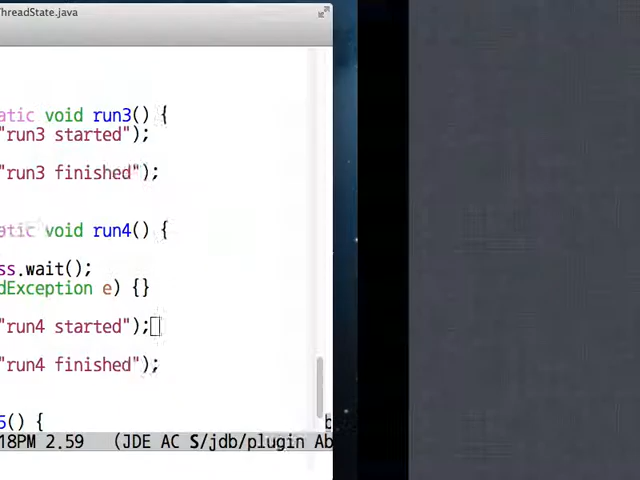 ThreadState.java
atic void run3() {
"run3 started");
"run3 finished");
atic void run4() {
ss.wait();
dException e) {}
"run4 started");
"run4 finished");
5() {
18PM 2.59 (JDE AC S/jdb/plugin Ab